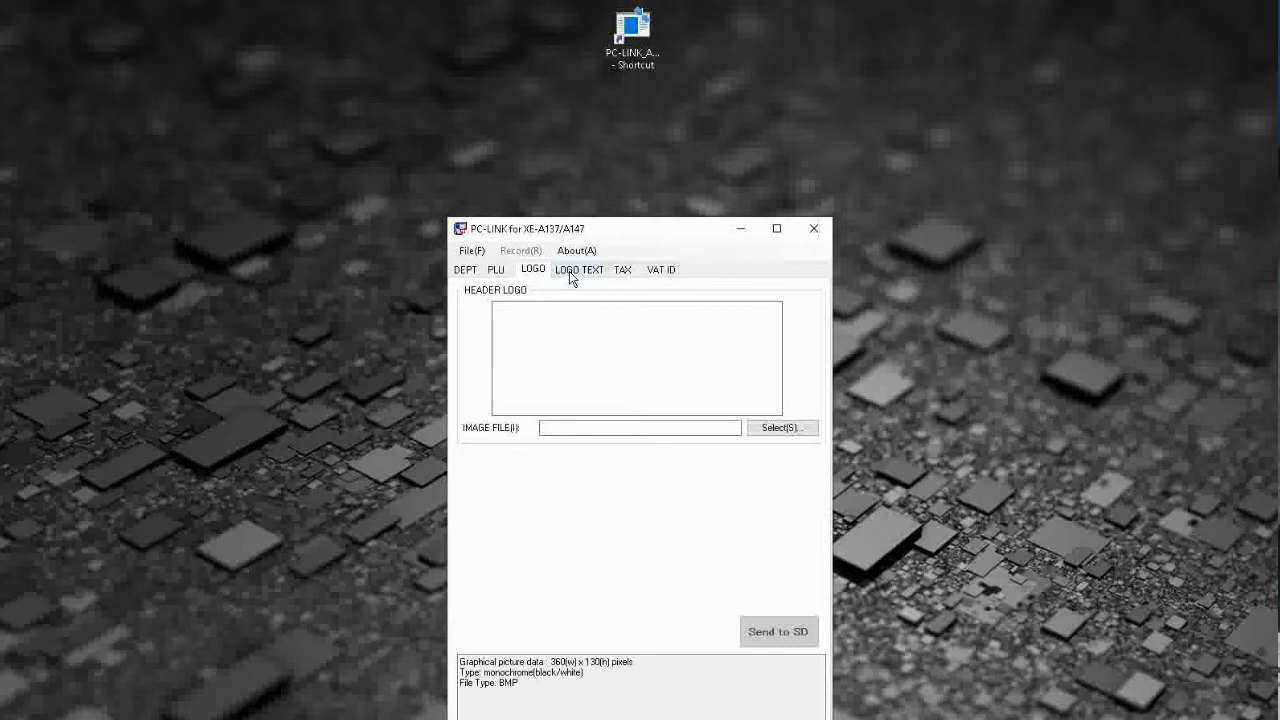 PC-LINK_A...
- Shortcut
PC-LINK for XE-A137/A147
File(F) Record(R) About(A)
DEPT PLU LOGO LOGO TEXT TAX VAT ID
HEADER LOGO
IMAGE FILE(I): Select(S)...
Send to SD
Graphical picture data 360(w) x 130(h) pixels
Type: monochrome(black/white)
File Type: BMP